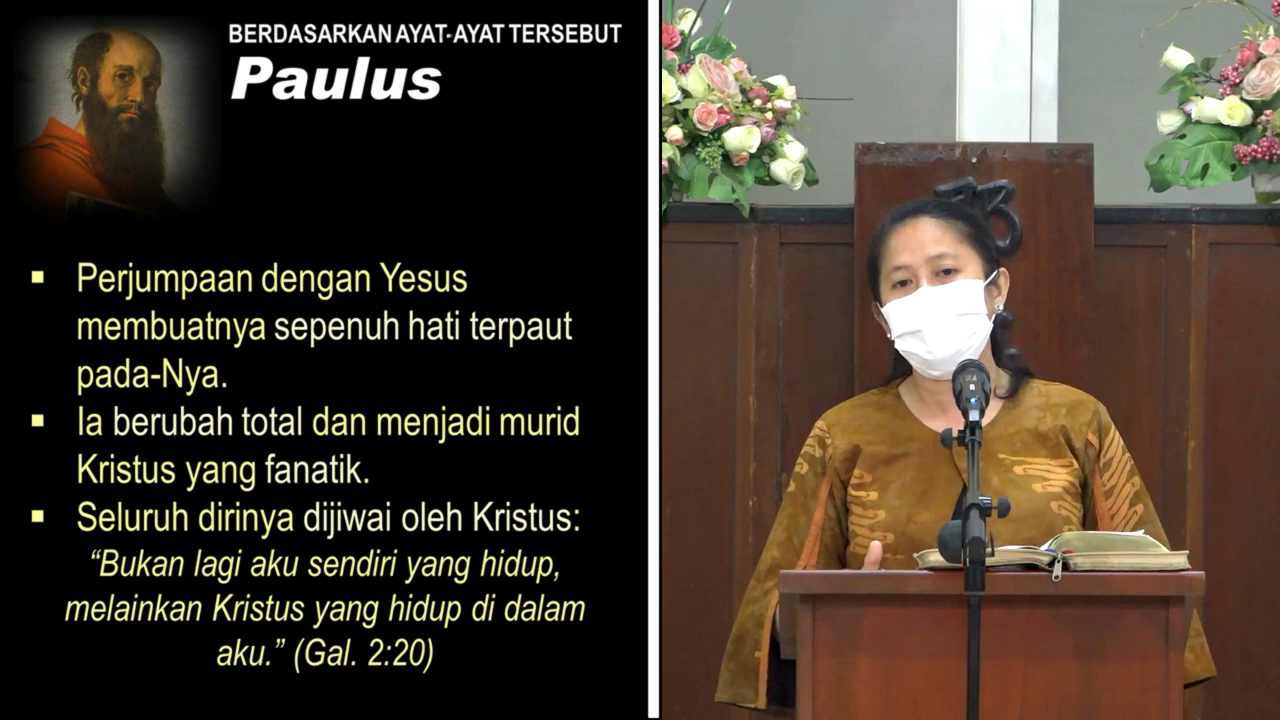 BERDASARKAN AYAT-AYAT TERSEBUT
Paulus
▪ Perjumpaan dengan Yesus
membuatnya sepenuh hati terpaut
pada-Nya.
▪ Ia berubah total dan menjadi murid
Kristus yang fanatik.
▪ Seluruh dirinya dijiwai oleh Kristus:
“Bukan lagi aku sendiri yang hidup,
melainkan Kristus yang hidup di dalam
aku.” (Gal. 2:20)